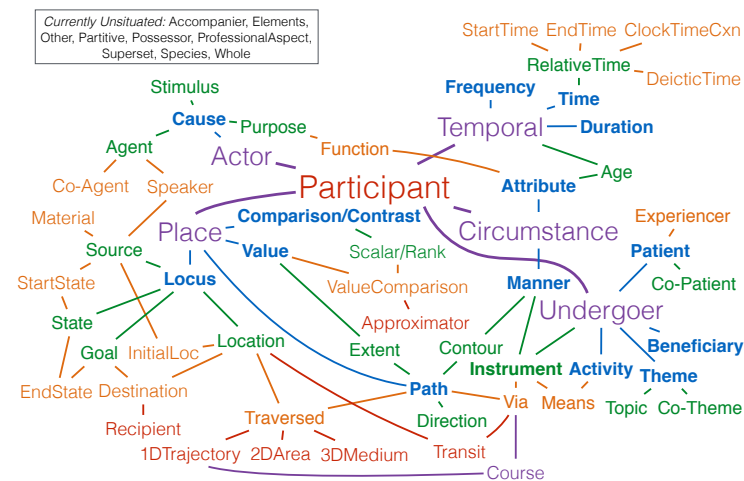 Currently Unsituated: Accompanier, Elements,
Other, Partitive, Possessor, ProfessionalAspect,
Superset, Species, Whole
StartTime EndTime ClockTimeCxn
RelativeTime
DeicticTime
Stimulus
Frequency
Time
Cause
Purpose
Temporal
Duration
Agent
Actor
Function
Age
Co-Agent
Speaker
Participant
Attribute
Material
Comparison/Contrast
Experiencer
Place
Circumstance
Source
Value
Scalar/Rank
Patient
StartState
Locus
ValueComparison
Manner
Co-Patient
State
Approximator
Undergoer
Goal
InitialLoc
Location
Extent
Contour
Beneficiary
EndState
Destination
Instrument
Activity
Theme
Path
Via
Means
Topic
Co-Theme
Recipient
Traversed
Direction
1DTrajectory
2DArea
3DMedium
Transit
Course